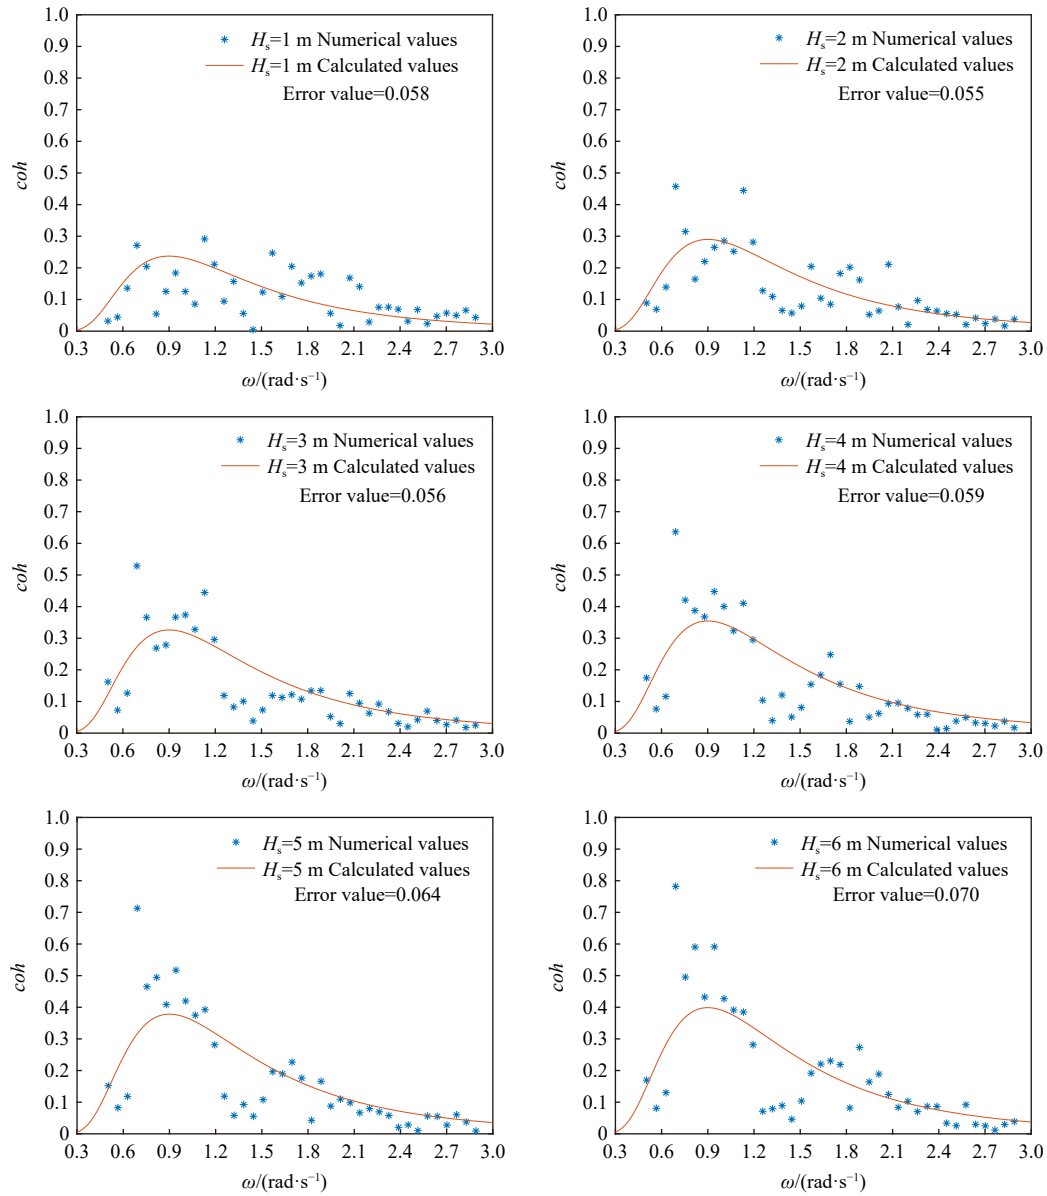 1.0
0.9
0.8
0.7
0.6
0.5
0.4
0.3
0.2
0.1
0
coh
Hs=1 m Numerical values
Hs=1 m Calculated values
Error value=0.058
0.3 0.6 0.9 1.2 1.5 1.8 2.1 2.4 2.7 3.0
ω/(rad·s⁻¹)
1.0
0.9
0.8
0.7
0.6
0.5
0.4
0.3
0.2
0.1
0
coh
Hs=2 m Numerical values
Hs=2 m Calculated values
Error value=0.055
0.3 0.6 0.9 1.2 1.5 1.8 2.1 2.4 2.7 3.0
ω/(rad·s⁻¹)
1.0
0.9
0.8
0.7
0.6
0.5
0.4
0.3
0.2
0.1
0
coh
Hs=3 m Numerical values
Hs=3 m Calculated values
Error value=0.056
0.3 0.6 0.9 1.2 1.5 1.8 2.1 2.4 2.7 3.0
ω/(rad·s⁻¹)
1.0
0.9
0.8
0.7
0.6
0.5
0.4
0.3
0.2
0.1
0
coh
Hs=4 m Numerical values
Hs=4 m Calculated values
Error value=0.059
0.3 0.6 0.9 1.2 1.5 1.8 2.1 2.4 2.7 3.0
ω/(rad·s⁻¹)
1.0
0.9
0.8
0.7
0.6
0.5
0.4
0.3
0.2
0.1
0
coh
Hs=5 m Numerical values
Hs=5 m Calculated values
Error value=0.064
0.3 0.6 0.9 1.2 1.5 1.8 2.1 2.4 2.7 3.0
ω/(rad·s⁻¹)
1.0
0.9
0.8
0.7
0.6
0.5
0.4
0.3
0.2
0.1
0
coh
Hs=6 m Numerical values
Hs=6 m Calculated values
Error value=0.070
0.3 0.6 0.9 1.2 1.5 1.8 2.1 2.4 2.7 3.0
ω/(rad·s⁻¹)